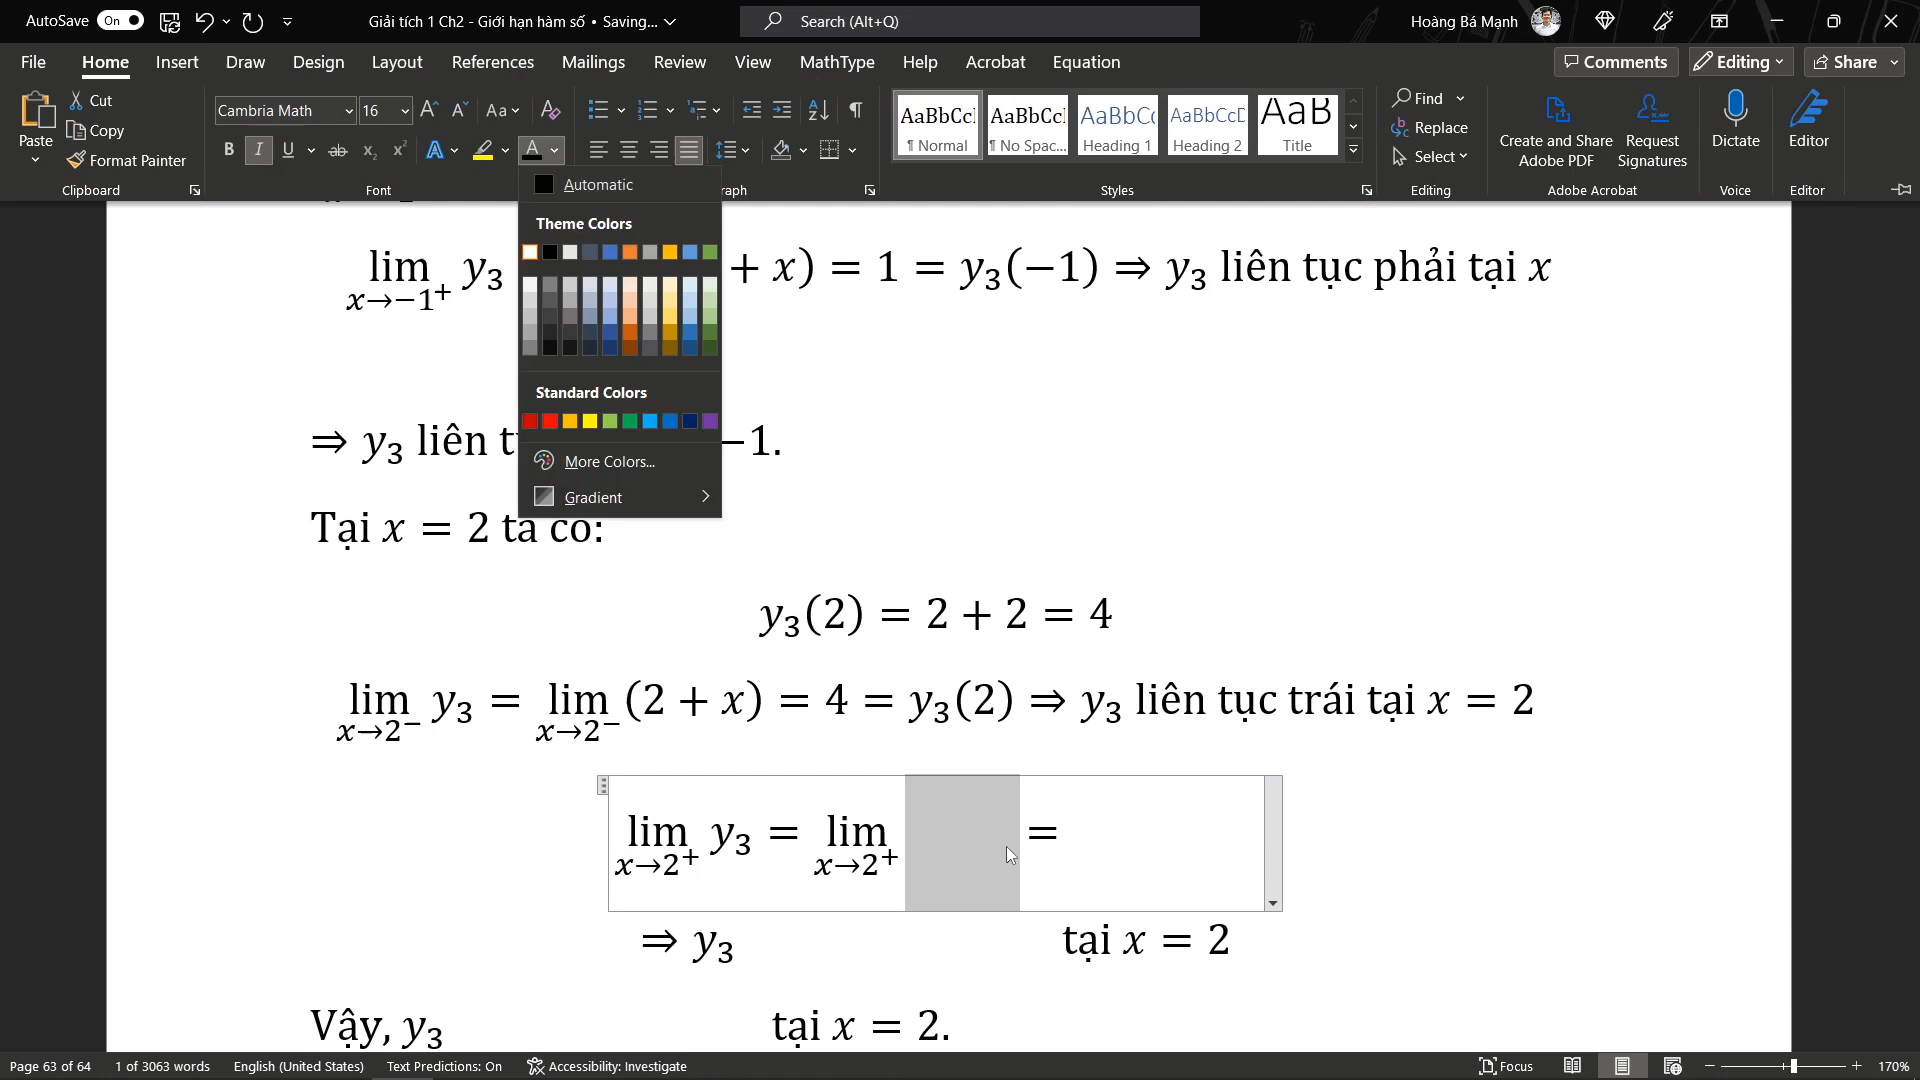 AutoSave On Giải tích 1 Ch2 - Giới hạn hàm số • Saving... Search (Alt+Q) Hoàng Bá Mạnh
File Home Insert Draw Design Layout References Mailings Review View MathType Help Acrobat Equation Comments Editing Share
Paste
Cut
Copy
Format Painter
Clipboard
Cambria Math 16
Font
Paragraph
AaBbCcI
¶ Normal
AaBbCcI
¶ No Spac...
AaBbCc
Heading 1
AaBbCcD
Heading 2
AaB
Title
Styles
Find
Replace
Select
Editing
Create and Share
Adobe PDF
Request
Signatures
Adobe Acrobat
Dictate
Voice
Editor
Editor
Automatic
Theme Colors
Standard Colors
More Colors...
Gradient
lim x→−1⁺ y₃ + x) = 1 = y₃(−1) ⇒ y₃ liên tục phải tại x
⇒ y₃ liên −1.
Tại x = 2 ta có:
y₃(2) = 2 + 2 = 4
lim x→2⁻ y₃ = lim x→2⁻ (2 + x) = 4 = y₃(2) ⇒ y₃ liên tục trái tại x = 2
lim x→2⁺ y₃ = lim x→2⁺ =
⇒ y₃ tại x = 2
Vậy, y₃ tại x = 2.
Page 63 of 64 1 of 3063 words English (United States) Text Predictions: On Accessibility: Investigate Focus 170%